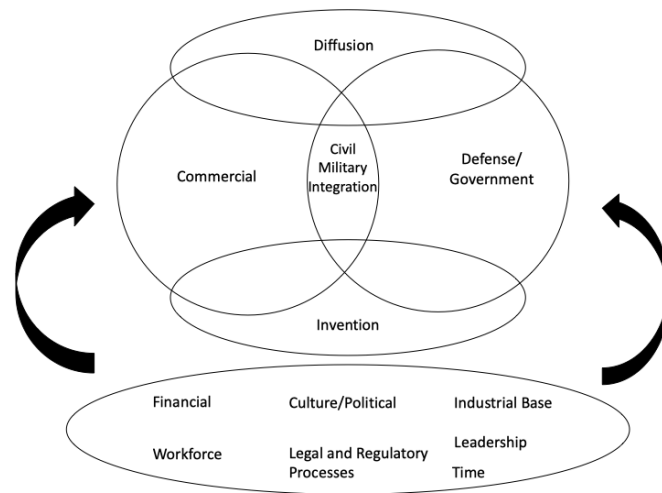 Diffusion
Commercial
Civil
Military
Integration
Defense/
Government
Invention
Financial
Culture/Political
Industrial Base
Workforce
Legal and Regulatory
Processes
Leadership
Time